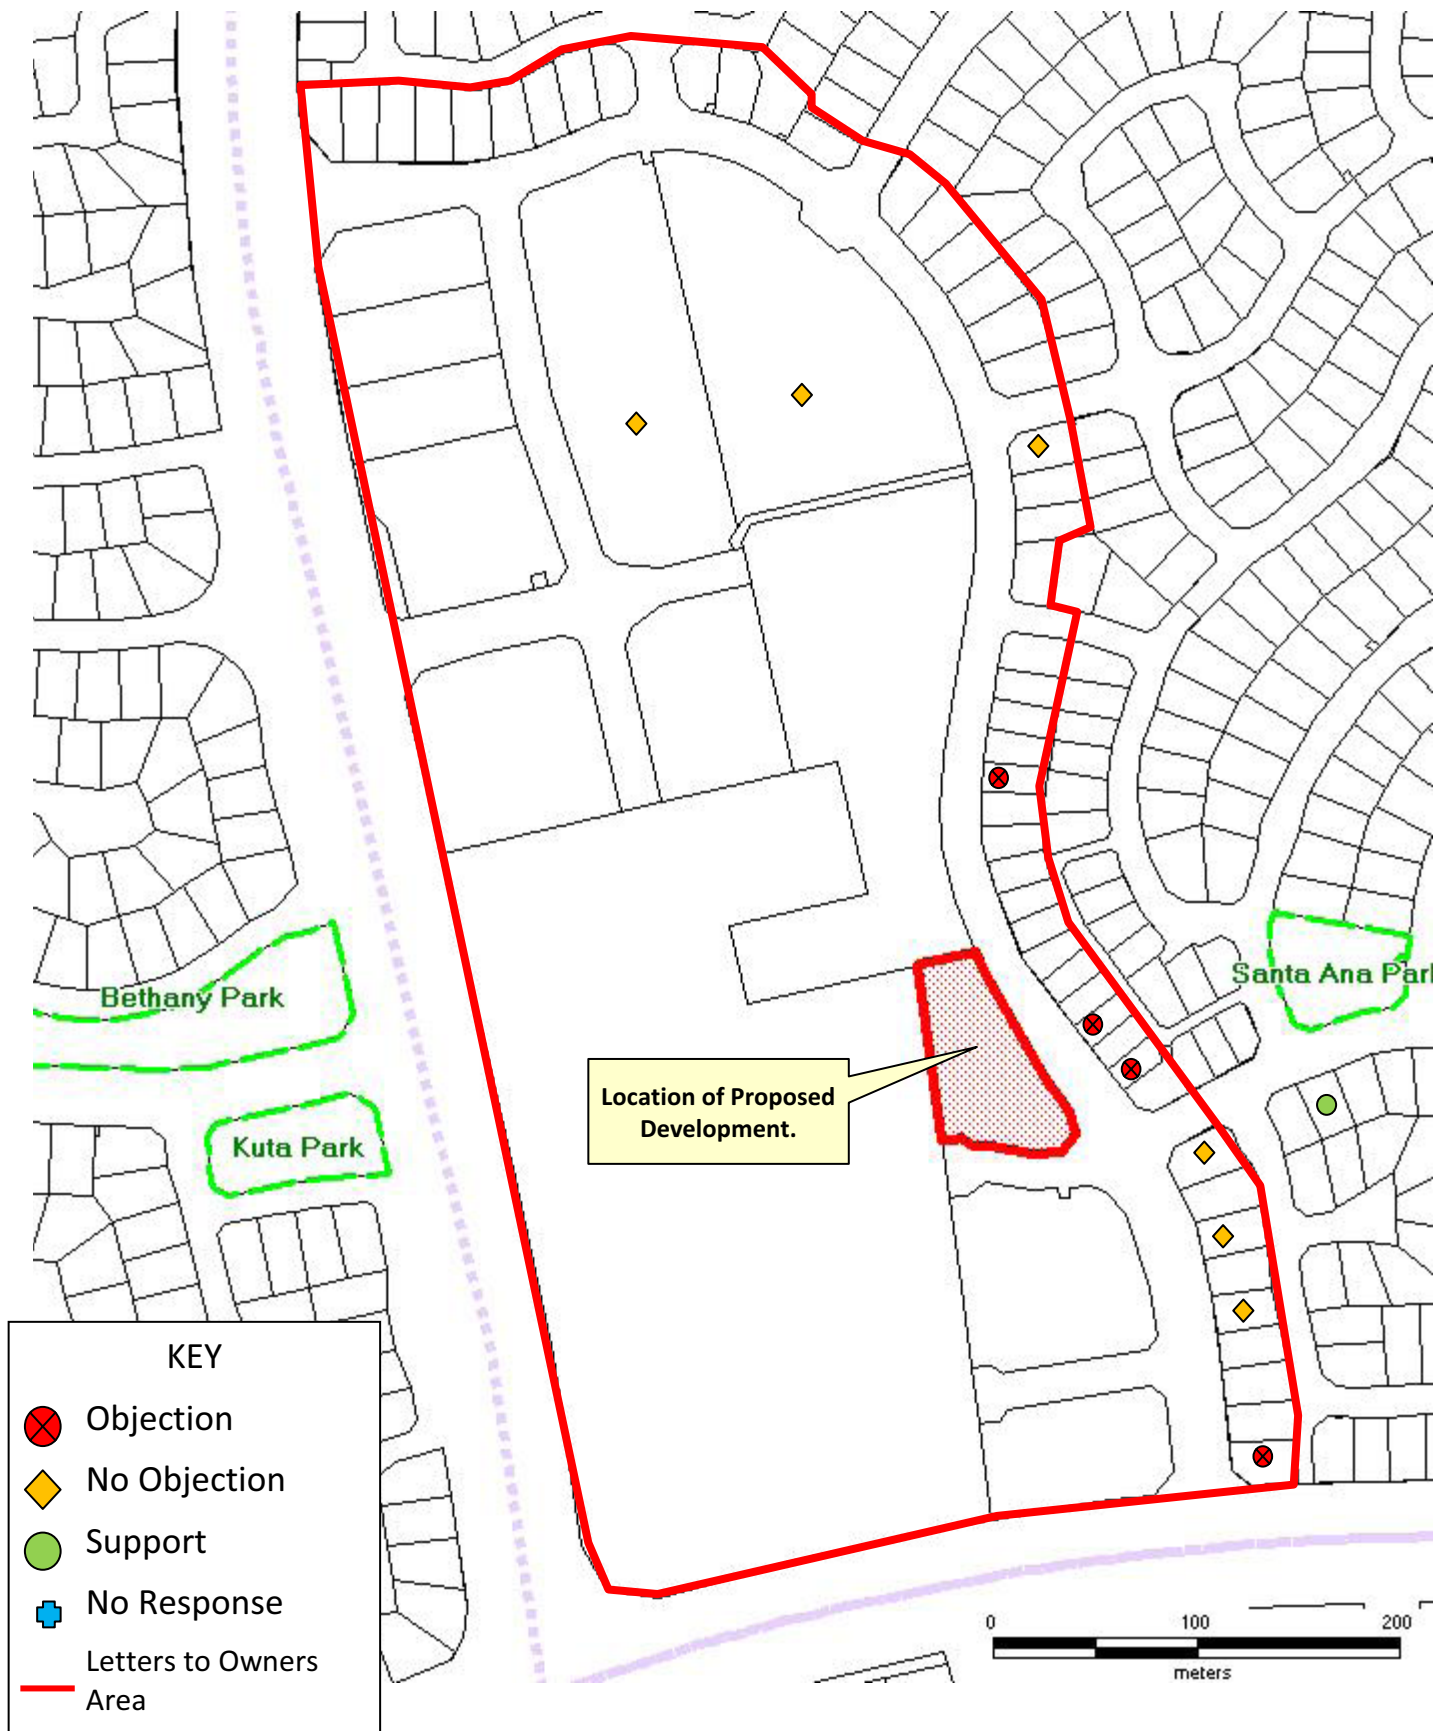 Bethany Park
Santa Ana Park
Kuta Park
Location of Proposed
Development.
KEY
Objection
No Objection
Support
No Response
Letters to Owners
Area
0 100 200
meters